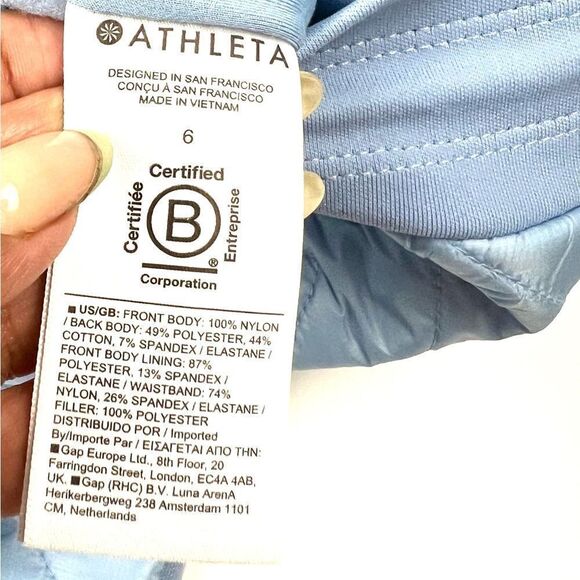 ATHLETA
DESIGNED IN SAN FRANCISCO
CONÇU À SAN FRANCISCO
MADE IN VIETNAM
6
Certified
Certifiée
B
®
Entreprise
Corporation
■ US/GB: FRONT BODY: 100% NYLON
/ BACK BODY: 49% POLYESTER, 44%
COTTON, 7% SPANDEX / ELASTANE /
FRONT BODY LINING: 87%
POLYESTER, 13% SPANDEX /
ELASTANE / WAISTBAND: 74%
NYLON, 26% SPANDEX / ELASTANE /
FILLER: 100% POLYESTER
DISTRIBUIDO POR / Imported
By/Importe Par / ΕΙΣΑΓΕΤΑΙ ΑΠΟ ΤΗΝ:
■ Gap Europe Ltd., 8th Floor, 20
Farringdon Street, London, EC4A 4AB,
UK. ■ Gap (RHC) B.V. Luna ArenA
Herikerbergweg 238 Amsterdam 1101
CM, Netherlands